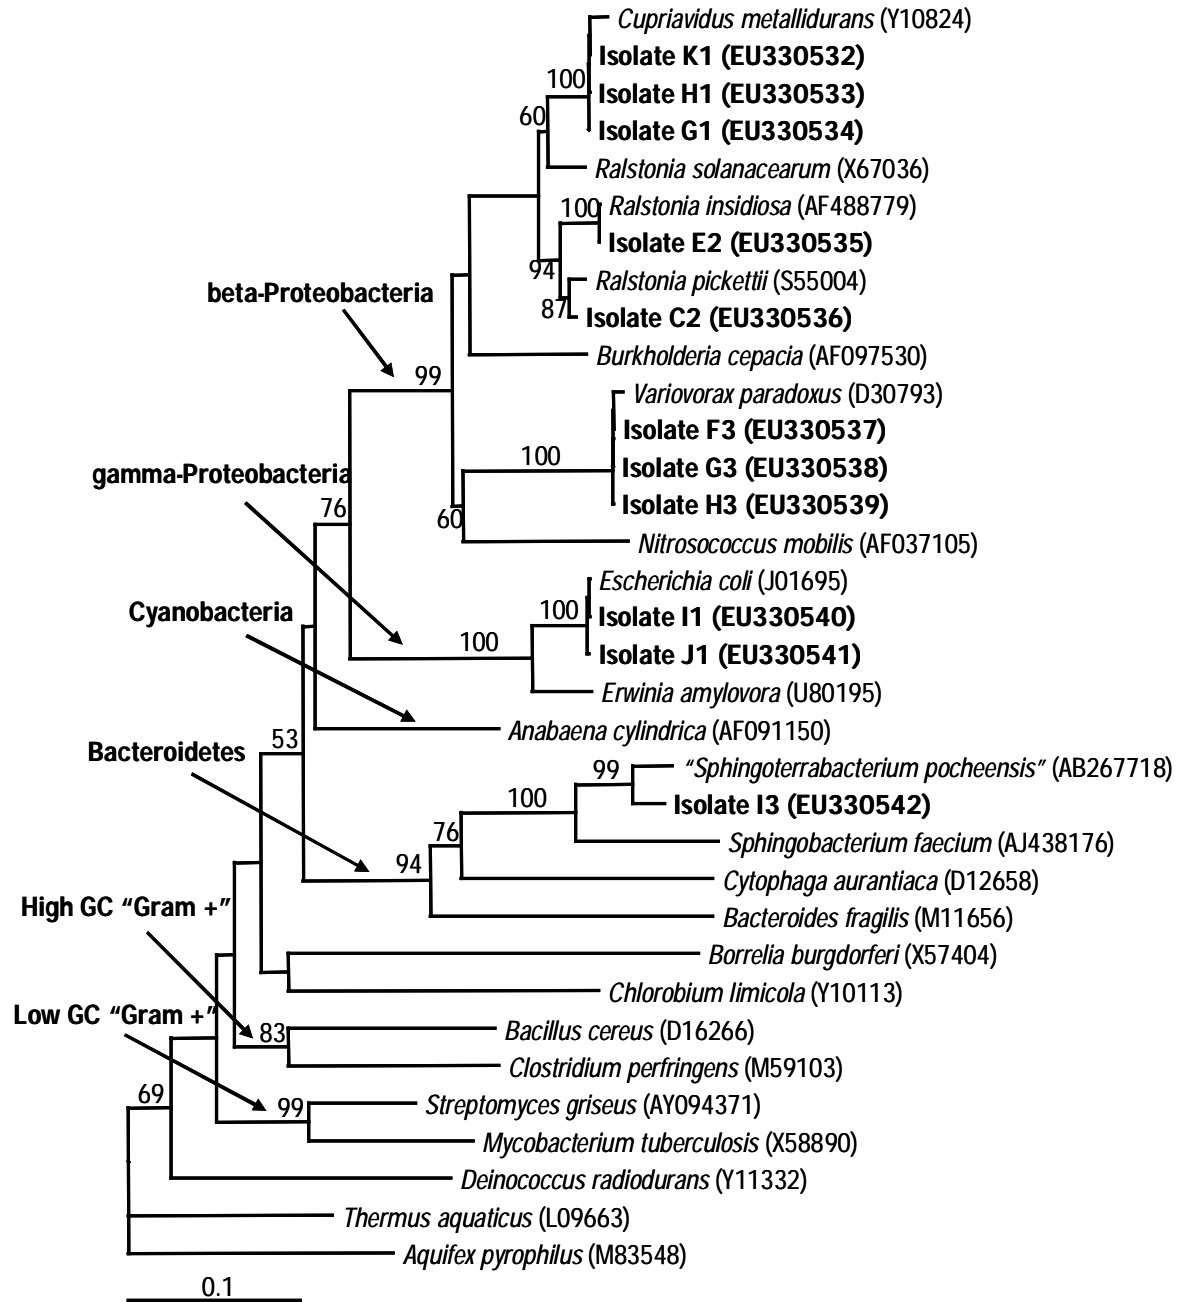 Cupriavidus metallidurans (Y10824)
Isolate K1 (EU330532)
100
Isolate H1 (EU330533)
60
Isolate G1 (EU330534)
Ralstonia solanacearum (X67036)
100
Ralstonia insidiosa (AF488779)
Isolate E2 (EU330535)
94
Ralstonia pickettii (S55004)
beta-Proteobacteria
87
Isolate C2 (EU330536)
Burkholderia cepacia (AF097530)
99
Variovorax paradoxus (D30793)
Isolate F3 (EU330537)
100
Isolate G3 (EU330538)
gamma-Proteobacteria
76
Isolate H3 (EU330539)
60
Nitrosococcus mobilis (AF037105)
Escherichia coli (J01695)
Cyanobacteria
100
Isolate I1 (EU330540)
100
Isolate J1 (EU330541)
Erwinia amylovora (U80195)
Anabaena cylindrica (AF091150)
53
Bacteroidetes
99
“Sphingoterrabacterium pocheensis” (AB267718)
100
Isolate I3 (EU330542)
76
Sphingobacterium faecium (AJ438176)
94
Cytophaga aurantiaca (D12658)
High GC “Gram +”
Bacteroides fragilis (M11656)
Borrelia burgdorferi (X57404)
Chlorobium limicola (Y10113)
Low GC “Gram +”
83
Bacillus cereus (D16266)
Clostridium perfringens (M59103)
69
99
Streptomyces griseus (AY094371)
Mycobacterium tuberculosis (X58890)
Deinococcus radiodurans (Y11332)
Thermus aquaticus (L09663)
Aquifex pyrophilus (M83548)
0.1